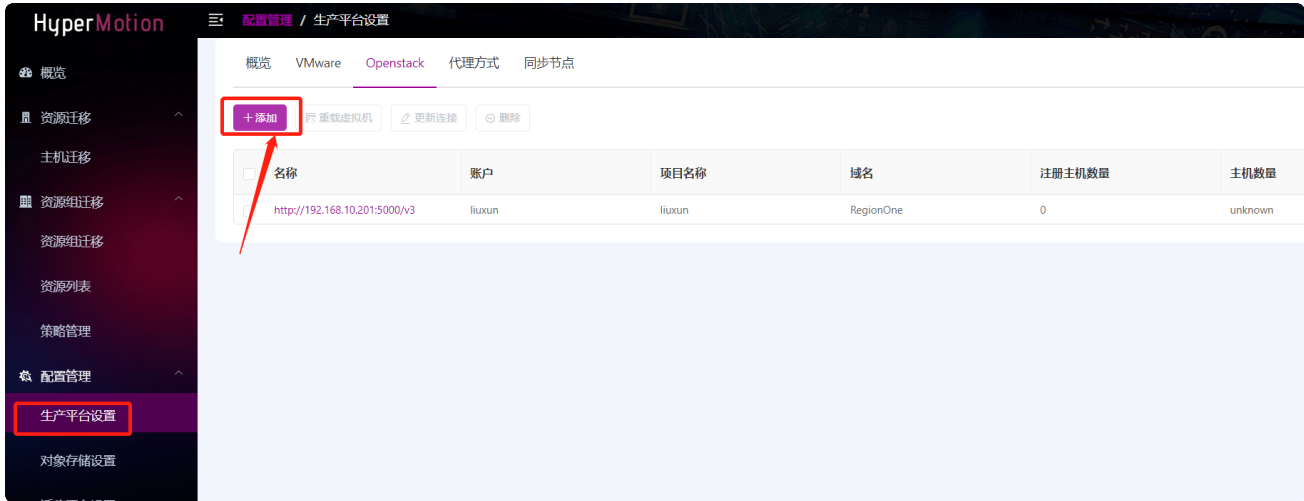 HyperMotion
配置管理 / 生产平台设置
概览
资源迁移
主机迁移
资源组迁移
资源组迁移
资源列表
策略管理
配置管理
生产平台设置
对象存储设置
概览 VMware Openstack 代理方式 同步节点
+添加 重载虚拟机 更新连接 删除
名称 账户 项目名称 域名 注册主机数量 主机数量
http://192.168.10.201:5000/v3 liuxun liuxun RegionOne 0 unknown